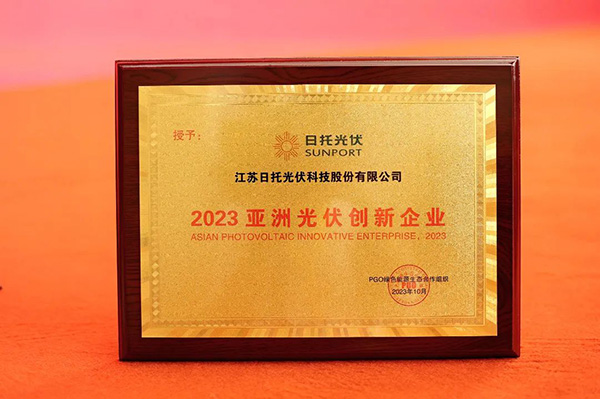 授予：
日托光伏
SUNPORT
江苏日托光伏科技股份有限公司
2023 亚洲光伏创新企业
ASIAN PHOTOVOLTAIC INNOVATIVE ENTERPRISE, 2023
PGO绿色能源生态合作组织
PGO
2023年10月